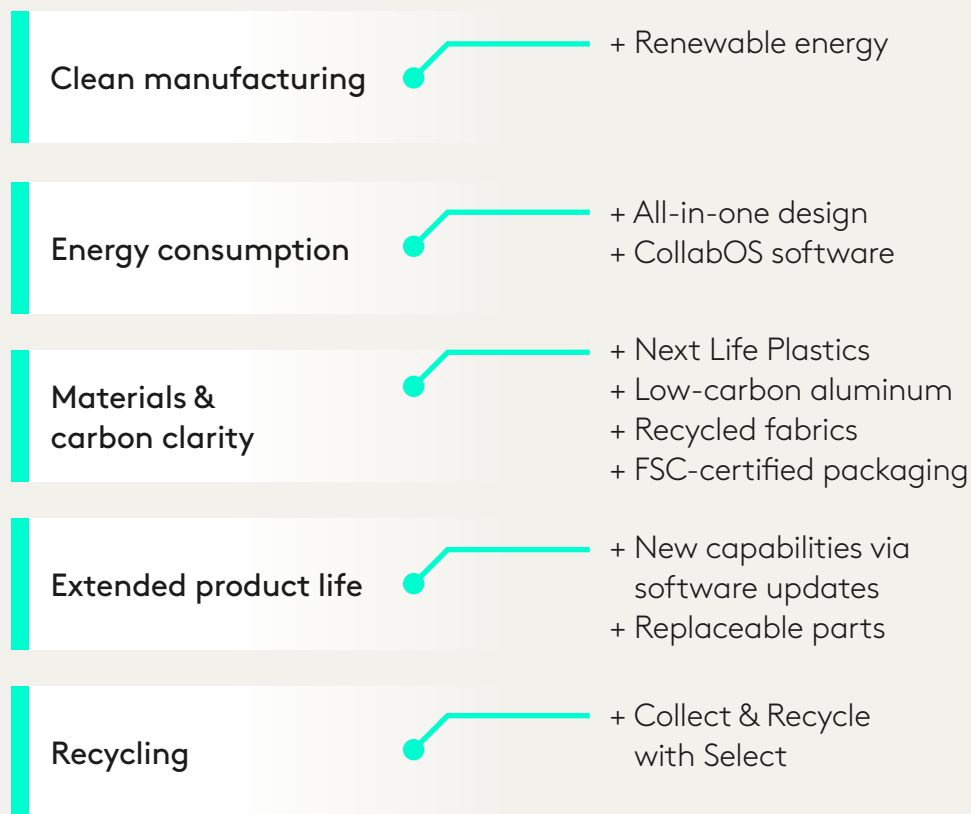 Clean manufacturing
+ Renewable energy
Energy consumption
+ All-in-one design
+ CollabOS software
Materials &
carbon clarity
+ Next Life Plastics
+ Low-carbon aluminum
+ Recycled fabrics
+ FSC-certified packaging
Extended product life
+ New capabilities via
software updates
+ Replaceable parts
Recycling
+ Collect & Recycle
with Select